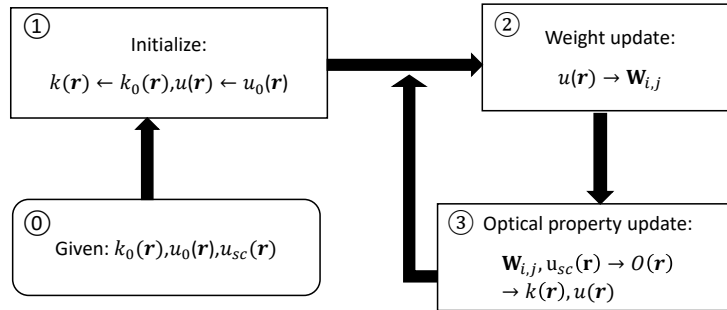 ①
Initialize:
k(r) ← k₀(r),u(r) ← u₀(r)
②
Weight update:
u(r) → W_{i,j}
⓪
Given: k₀(r),u₀(r),u_{sc}(r)
③ Optical property update:
W_{i,j}, u_{sc}(r) → O(r)
→ k(r), u(r)